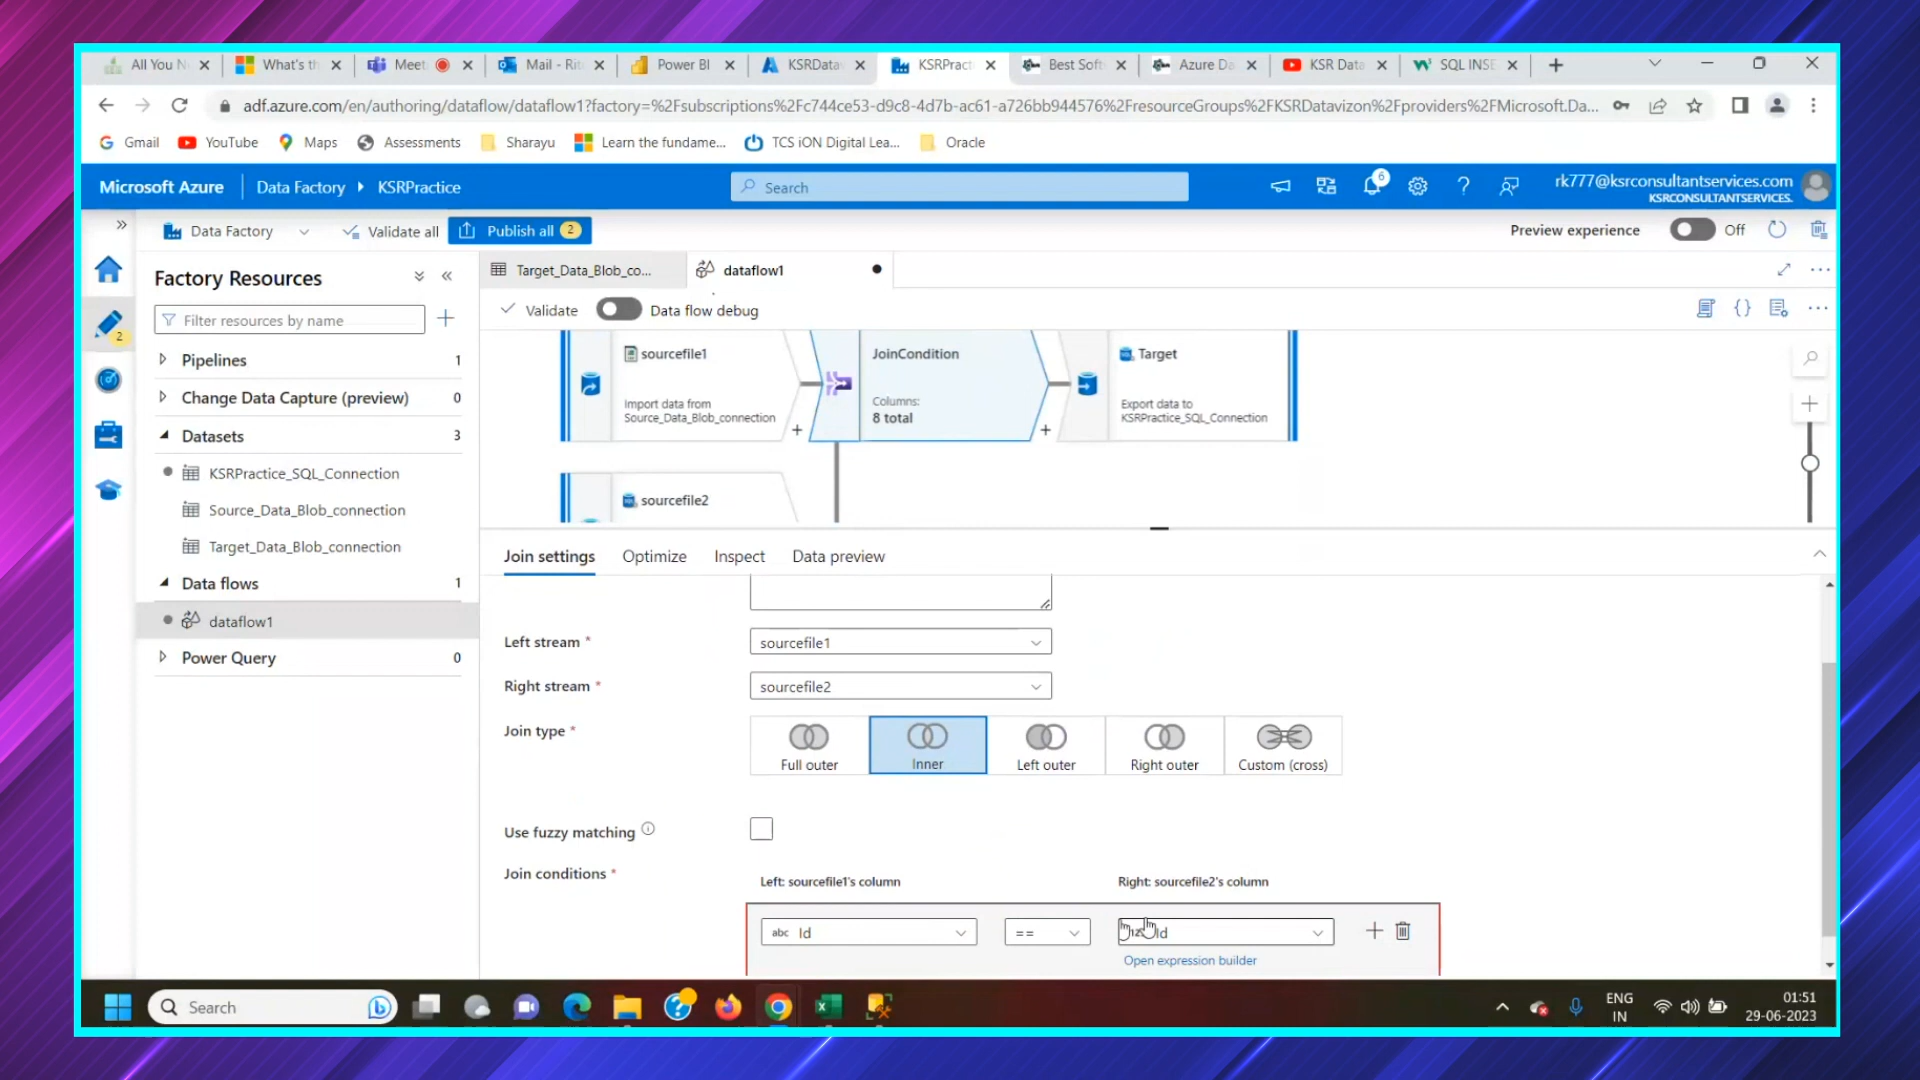 All You N
What's th
Meet
Mail - Rit
Power BI
KSRDatav
KSRPract
Best Soft
Azure Da
KSR Data
SQL INSE
adf.azure.com/en/authoring/dataflow/dataflow1?factory=%2Fsubscriptions%2Fc744ce53-d9c8-4d7b-ac61-a726bb944576%2FresourceGroups%2FKSRDatavizon%2Fproviders%2FMicrosoft.Da...
Gmail YouTube Maps Assessments Sharayu Learn the fundame... TCS iON Digital Lea... Oracle
Microsoft Azure Data Factory KSRPractice Search 6 rk777@ksrconsultantservices.com
KSRCONSULTANTSERVICES.
Data Factory Validate all Publish all 2 Preview experience Off
Factory Resources
Target_Data_Blob_co... dataflow1
Filter resources by name
Validate Data flow debug
2
Pipelines 1
Change Data Capture (preview) 0
Datasets 3
KSRPractice_SQL_Connection
Source_Data_Blob_connection
Target_Data_Blob_connection
Data flows 1
dataflow1
Power Query 0
sourcefile1
Import data from
Source_Data_Blob_connection
JoinCondition
Columns:
8 total
Target
Export data to
KSRPractice_SQL_Connection
sourcefile2
Join settings Optimize Inspect Data preview
Left stream * sourcefile1
Right stream * sourcefile2
Join type *
Full outer Inner Left outer Right outer Custom (cross)
Use fuzzy matching
Join conditions *
Left: sourcefile1's column Right: sourcefile2's column
abc Id == Id
Open expression builder
Search
ENG
IN
01:51
29-06-2023